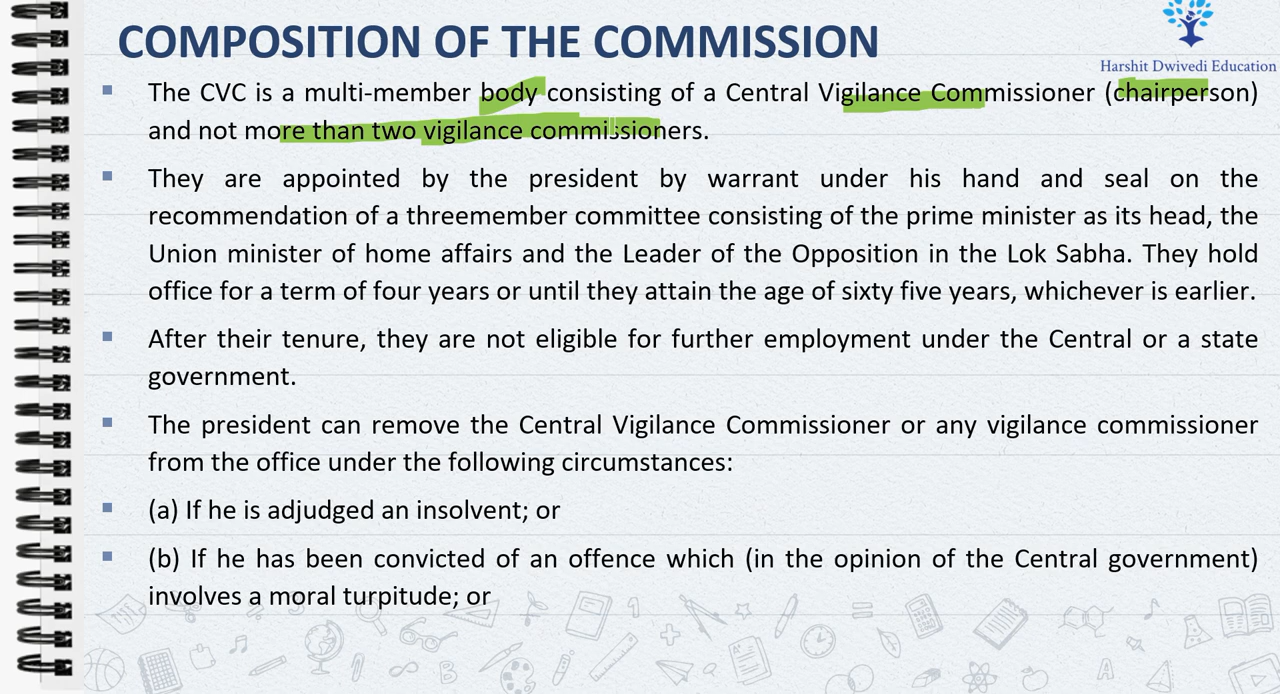 COMPOSITION OF THE COMMISSION
Harshit Dwivedi Education
▪ The CVC is a multi-member body consisting of a Central Vigilance Commissioner (chairperson)
and not more than two vigilance commissioners.
▪ They are appointed by the president by warrant under his hand and seal on the
recommendation of a threemember committee consisting of the prime minister as its head, the
Union minister of home affairs and the Leader of the Opposition in the Lok Sabha. They hold
office for a term of four years or until they attain the age of sixty five years, whichever is earlier.
▪ After their tenure, they are not eligible for further employment under the Central or a state
government.
▪ The president can remove the Central Vigilance Commissioner or any vigilance commissioner
from the office under the following circumstances:
▪ (a) If he is adjudged an insolvent; or
▪ (b) If he has been convicted of an offence which (in the opinion of the Central government)
involves a moral turpitude; or